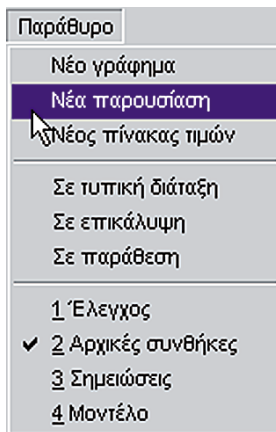 Παράθυρο
Νέο γράφημα
Νέα παρουσίαση
Νέος πίνακας τιμών
Σε τυπική διάταξη
Σε επικάλυψη
Σε παράθεση
1 Έλεγχος
2 Αρχικές συνθήκες
3 Σημειώσεις
4 Μοντέλο